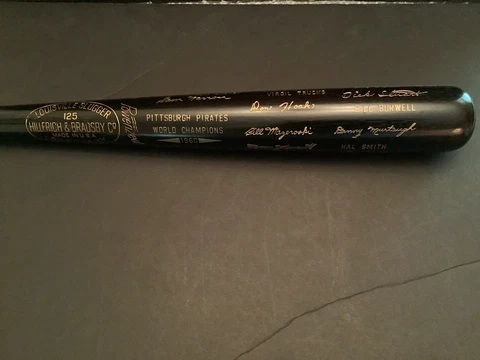 LOUISVILLE SLUGGER
125
HILLERICH & BRADSBY Cº
MADE IN U.S.A.
PITTSBURGH PIRATES
WORLD CHAMPIONS
1960
VIRGIL TRUCKS
Dick Stuart
Don Hoak
BURWELL
Bill Mazeroski
Danny Murtaugh
HAL SMITH